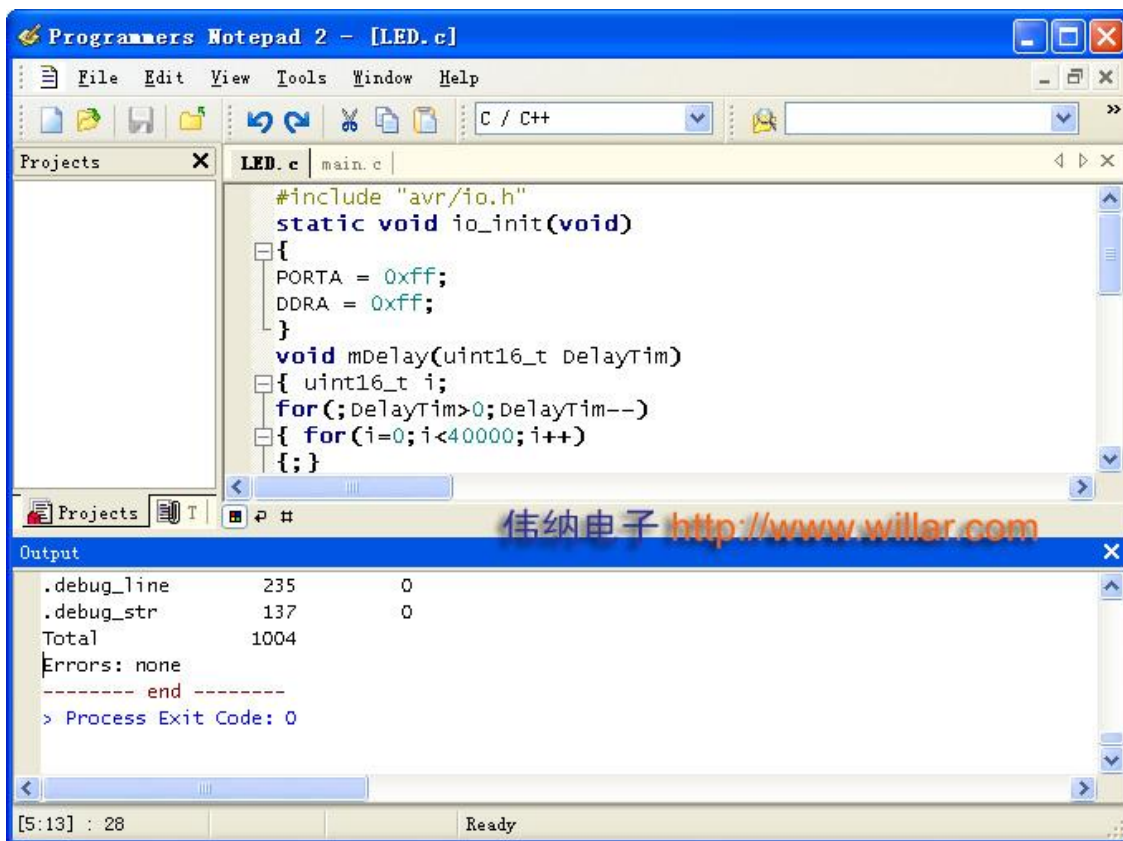 Programmers Notepad 2 - [LED.c]
File Edit View Tools Window Help
C / C++
Projects
LED.c main.c
#include "avr/io.h"
static void io_init(void)
{
PORTA = 0xff;
DDRA = 0xff;
}
void mDelay(uint16_t DelayTim)
{ uint16_t i;
for(;DelayTim>0;DelayTim--)
{ for(i=0;i<40000;i++)
{;}
Projects T
伟纳电子 http://www.willar.com
Output
.debug_line 235 0
.debug_str 137 0
Total 1004
Errors: none
-------- end --------
> Process Exit Code: 0
[5:13] : 28 Ready